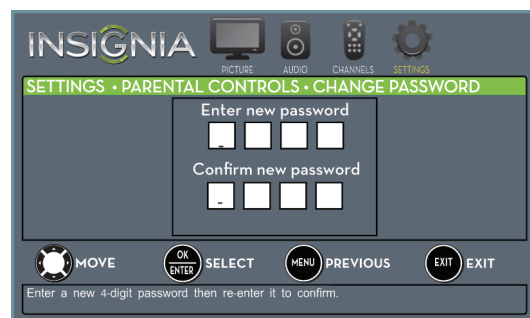 INSIGNIA
PICTURE AUDIO CHANNELS SETTINGS
SETTINGS • PARENTAL CONTROLS • CHANGE PASSWORD
Enter new password
_
Confirm new password
_
MOVE OK ENTER SELECT MENU PREVIOUS EXIT EXIT
Enter a new 4-digit password then re-enter it to confirm.